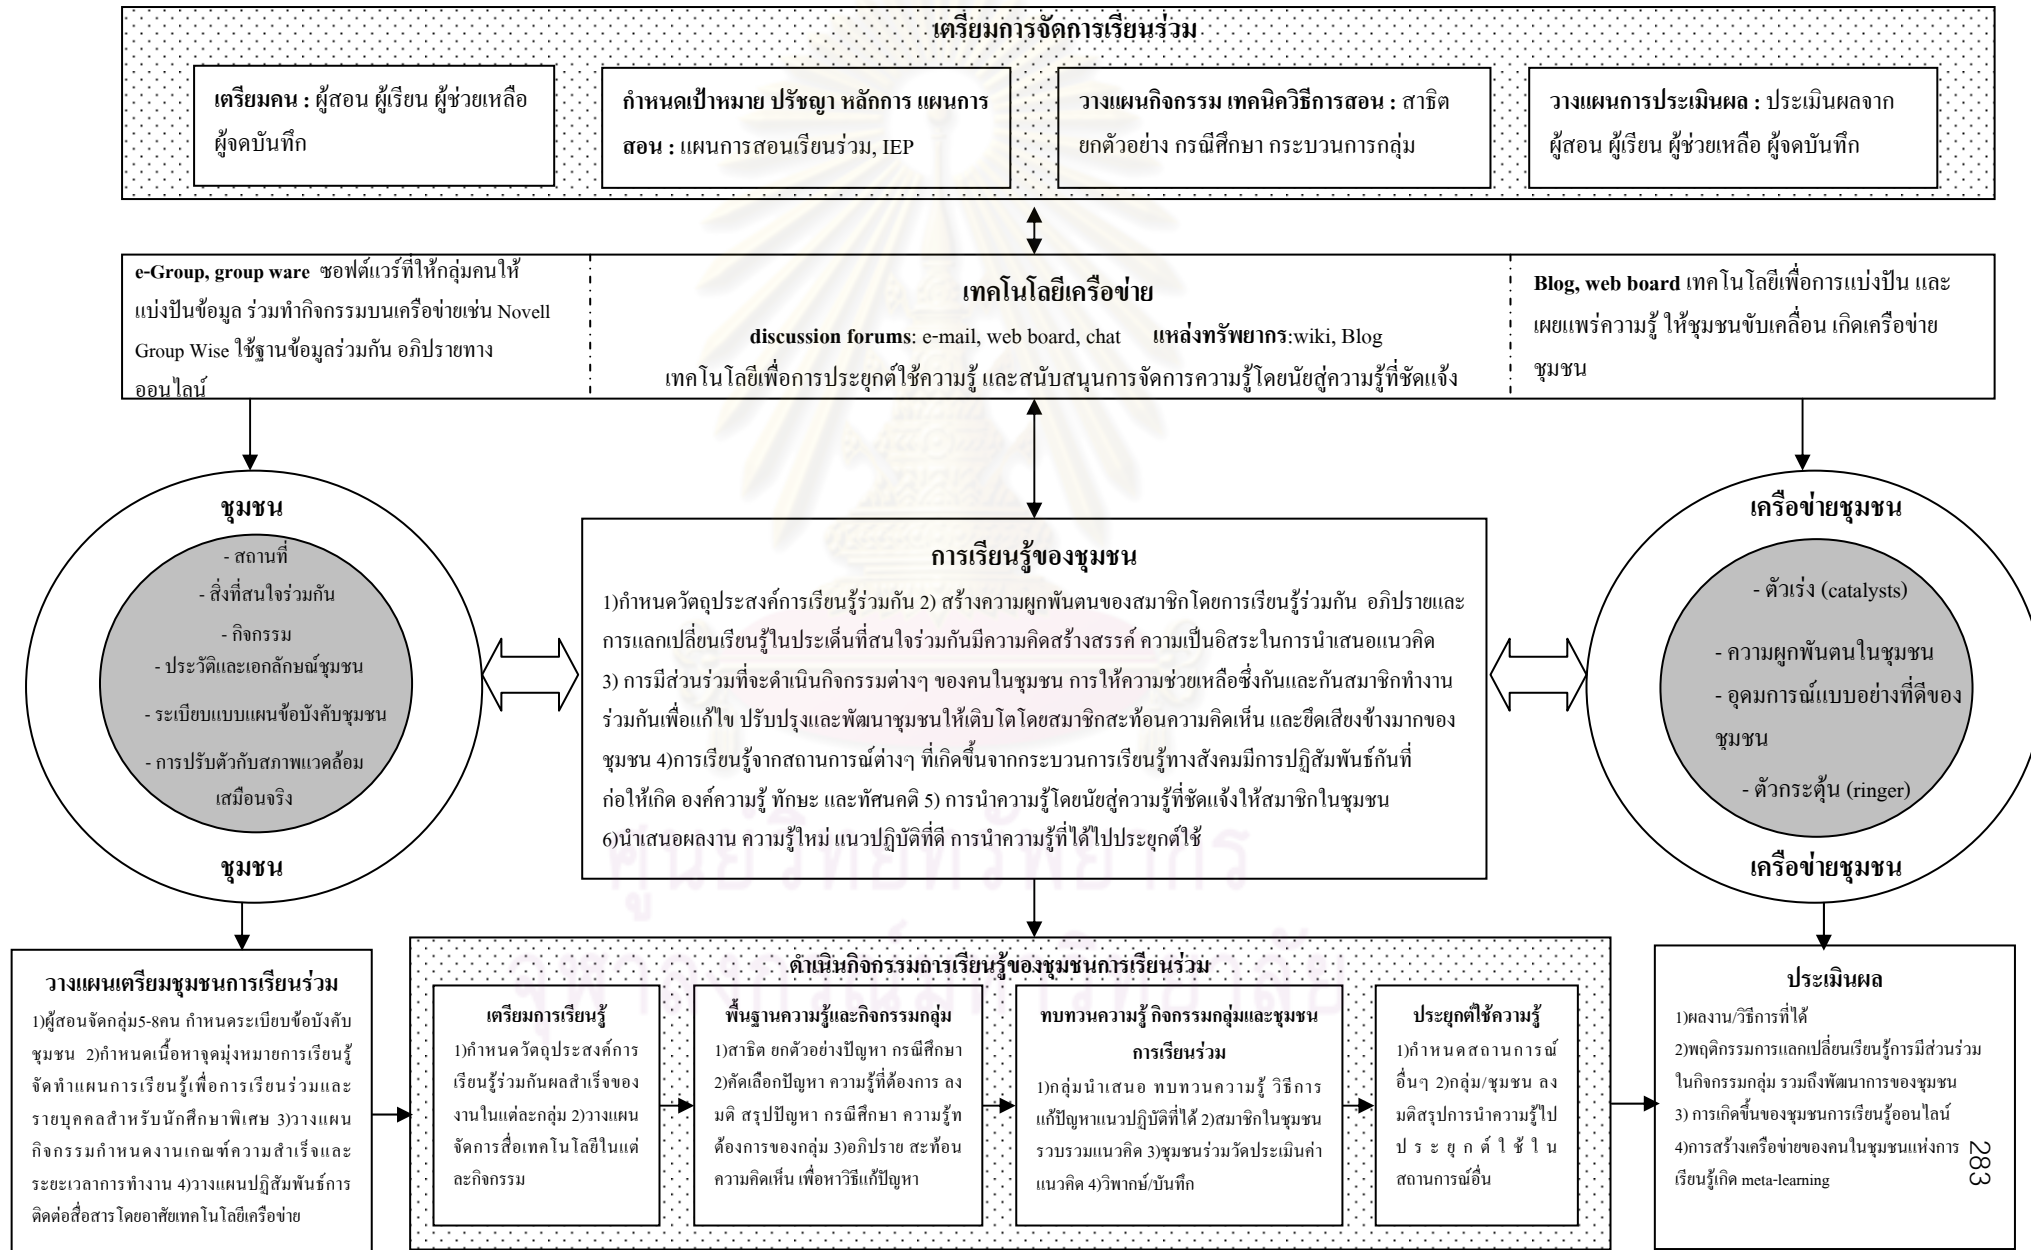 เตรียมการจัดการเรียนร่วม
เตรียมคน : ผู้สอน ผู้เรียน ผู้ช่วยเหลือ
ผู้จดบันทึก
กำหนดเป้าหมาย ปรัชญา หลักการ แผนการ
สอน : แผนการสอนเรียนร่วม, IEP
วางแผนกิจกรรม เทคนิควิธีการสอน : สาธิต
ยกตัวอย่าง กรณีศึกษา กระบวนการกลุ่ม
วางแผนการประเมินผล : ประเมินผลจาก
ผู้สอน ผู้เรียน ผู้ช่วยเหลือ ผู้จดบันทึก
e-Group, group ware ซอฟต์แวร์ที่ให้กลุ่มคนให้
แบ่งปันข้อมูล ร่วมทำกิจกรรมบนเครือข่ายเช่น Novell
Group Wise ใช้ฐานข้อมูลร่วมกัน อภิปรายทาง
ออนไลน์
เทคโนโลยีเครือข่าย
discussion forums: e-mail, web board, chat แหล่งทรัพยากร:wiki, Blog
เทคโนโลยีเพื่อการประยุกต์ใช้ความรู้ และสนับสนุนการจัดการความรู้โดยนัยสู่ความรู้ที่ชัดแจ้ง
Blog, web board เทคโนโลยีเพื่อการแบ่งปัน และ
เผยแพร่ความรู้ ให้ชุมชนขับเคลื่อน เกิดเครือข่าย
ชุมชน
ชุมชน
- สถานที่
- สิ่งที่สนใจร่วมกัน
- กิจกรรม
- ประวัติและเอกลักษณ์ชุมชน
- ระเบียบแบบแผนข้อบังคับชุมชน
- การปรับตัวกับสภาพแวดล้อม
เสมือนจริง
ชุมชน
การเรียนรู้ของชุมชน
1)กำหนดวัตถุประสงค์การเรียนรู้ร่วมกัน 2) สร้างความผูกพันตนของสมาชิกโดยการเรียนรู้ร่วมกัน อภิปรายและ
การแลกเปลี่ยนเรียนรู้ในประเด็นที่สนใจร่วมกันมีความคิดสร้างสรรค์ ความเป็นอิสระในการนำเสนอแนวคิด
3) การมีส่วนร่วมที่จะดำเนินกิจกรรมต่างๆ ของคนในชุมชน การให้ความช่วยเหลือซึ่งกันและกันสมาชิกทำงาน
ร่วมกันเพื่อแก้ไข ปรับปรุงและพัฒนาชุมชนให้เติบโตโดยสมาชิกสะท้อนความคิดเห็น และยึดเสียงข้างมากของ
ชุมชน 4)การเรียนรู้จากสถานการณ์ต่างๆ ที่เกิดขึ้นจากกระบวนการเรียนรู้ทางสังคมมีการปฏิสัมพันธ์กันที่
ก่อให้เกิด องค์ความรู้ ทักษะ และทัศนคติ 5) การนำความรู้โดยนัยสู่ความรู้ที่ชัดแจ้งให้สมาชิกในชุมชน
6)นำเสนอผลงาน ความรู้ใหม่ แนวปฏิบัติที่ดี การนำความรู้ที่ได้ไปประยุกต์ใช้
เครือข่ายชุมชน
- ตัวเร่ง (catalysts)
- ความผูกพันตนในชุมชน
- อุดมการณ์แบบอย่างที่ดีของ
ชุมชน
- ตัวกระตุ้น (ringer)
เครือข่ายชุมชน
ศูนย์วิทยทรัพยากร
จุฬาลงกรณ์มหาวิทยาลัย
วางแผนเตรียมชุมชนการเรียนร่วม
1)ผู้สอนจัดกลุ่ม5-8คน กำหนดระเบียบข้อบังคับ
ชุมชน 2)กำหนดเนื้อหาจุดมุ่งหมายการเรียนรู้
จัดทำแผนการเรียนรู้เพื่อการเรียนร่วมและ
รายบุคคลสำหรับนักศึกษาพิเศษ 3)วางแผน
กิจกรรมกำหนดงานเกณฑ์ความสำเร็จและ
ระยะเวลาการทำงาน 4)วางแผนปฏิสัมพันธ์การ
ติดต่อสื่อสารโดยอาศัยเทคโนโลยีเครือข่าย
ดำเนินกิจกรรมการเรียนรู้ของชุมชนการเรียนร่วม
เตรียมการเรียนรู้
1)กำหนดวัตถุประสงค์การ
เรียนรู้ร่วมกันผลสำเร็จของ
งานในแต่ละกลุ่ม 2)วางแผน
จัดการสื่อเทคโนโลยีในแต่
ละกิจกรรม
พื้นฐานความรู้และกิจกรรมกลุ่ม
1)สาธิต ยกตัวอย่างปัญหา กรณีศึกษา
2)คัดเลือกปัญหา ความรู้ที่ต้องการ ลง
มติ สรุปปัญหา กรณีศึกษา ความรู้ท
ต้องการของกลุ่ม 3)อภิปราย สะท้อน
ความคิดเห็น เพื่อหาวิธีแก้ปัญหา
ทบทวนความรู้ กิจกรรมกลุ่มและชุมชน
การเรียนร่วม
1)กลุ่มนำเสนอ ทบทวนความรู้ วิธีการ
แก้ปัญหาแนวปฏิบัติที่ได้ 2)สมาชิกในชุมชน
รวบรวมแนวคิด 3)ชุมชนร่วมวัดประเมินค่า
แนวคิด 4)วิพากษ์/บันทึก
ประยุกต์ใช้ความรู้
1)กำหนดสถานการณ์
อื่นๆ 2)กลุ่ม/ชุมชน ลง
มติสรุปการนำความรู้ไป
ประยุกต์ใช้ใน
สถานการณ์อื่น
ประเมินผล
1)ผลงาน/วิธีการที่ได้
2)พฤติกรรมการแลกเปลี่ยนเรียนรู้การมีส่วนร่วม
ในกิจกรรมกลุ่ม รวมถึงพัฒนาการของชุมชน
3) การเกิดขึ้นของชุมชนการเรียนรู้ออนไลน์
4)การสร้างเครือข่ายของคนในชุมชนแห่งการ
เรียนรู้เกิด meta-learning
283